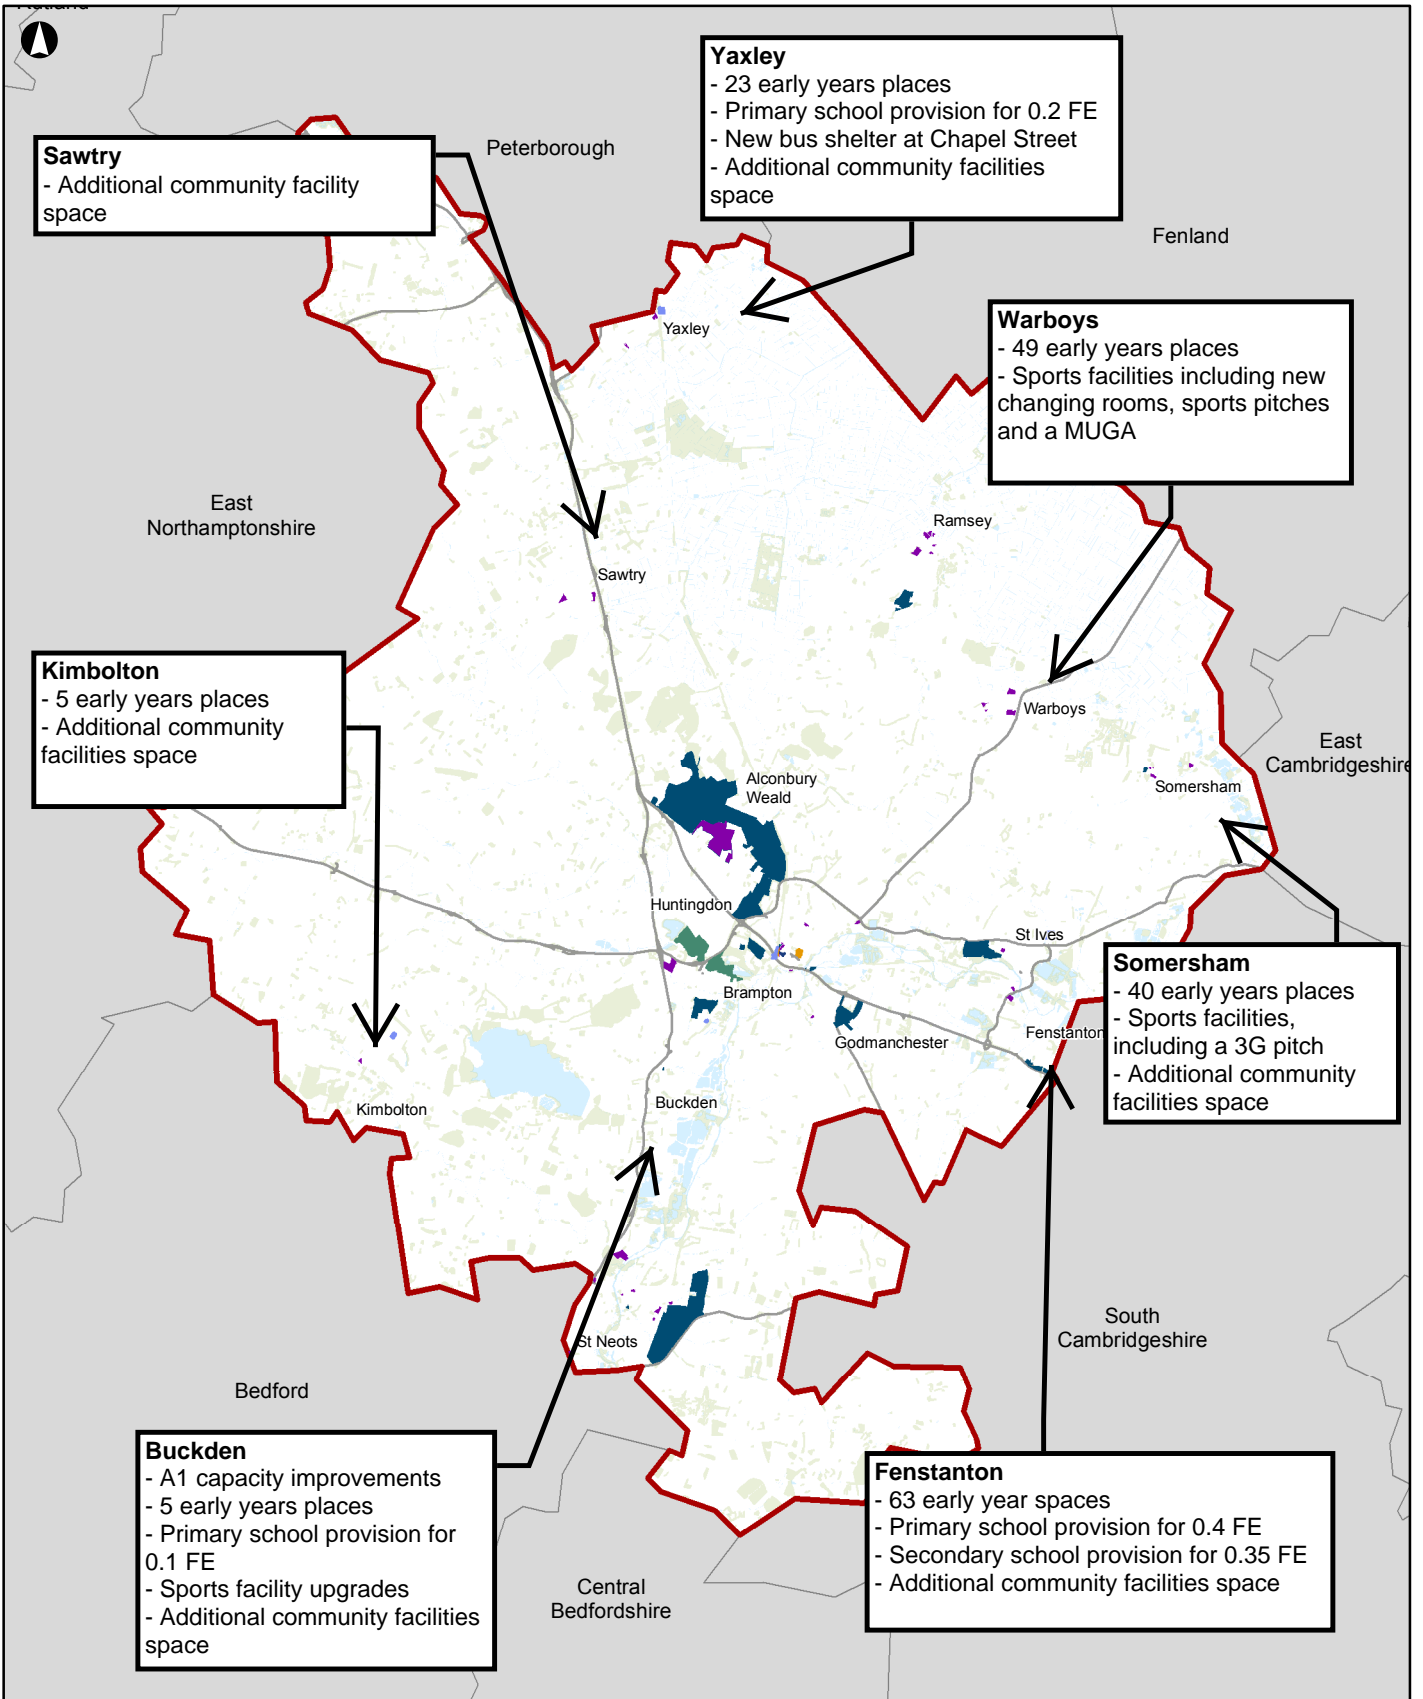 Rutland
Yaxley
- 23 early years places
- Primary school provision for 0.2 FE
- New bus shelter at Chapel Street
- Additional community facilities
space
Sawtry
- Additional community facility
space
Peterborough
Fenland
Warboys
- 49 early years places
- Sports facilities including new
changing rooms, sports pitches
and a MUGA
Yaxley
East
Northamptonshire
Ramsey
Sawtry
Kimbolton
- 5 early years places
- Additional community
facilities space
Warboys
East
Cambridgeshire
Alconbury
Weald
Somersham
Huntingdon
St Ives
Somersham
- 40 early years places
- Sports facilities,
including a 3G pitch
- Additional community
facilities space
Brampton
Godmanchester
Fenstanton
Buckden
Kimbolton
St Neots
South
Cambridgeshire
Bedford
Buckden
- A1 capacity improvements
- 5 early years places
- Primary school provision for
0.1 FE
- Sports facility upgrades
- Additional community facilities
space
Fenstanton
- 63 early year spaces
- Primary school provision for 0.4 FE
- Secondary school provision for 0.35 FE
- Additional community facilities space
Central
Bedfordshire